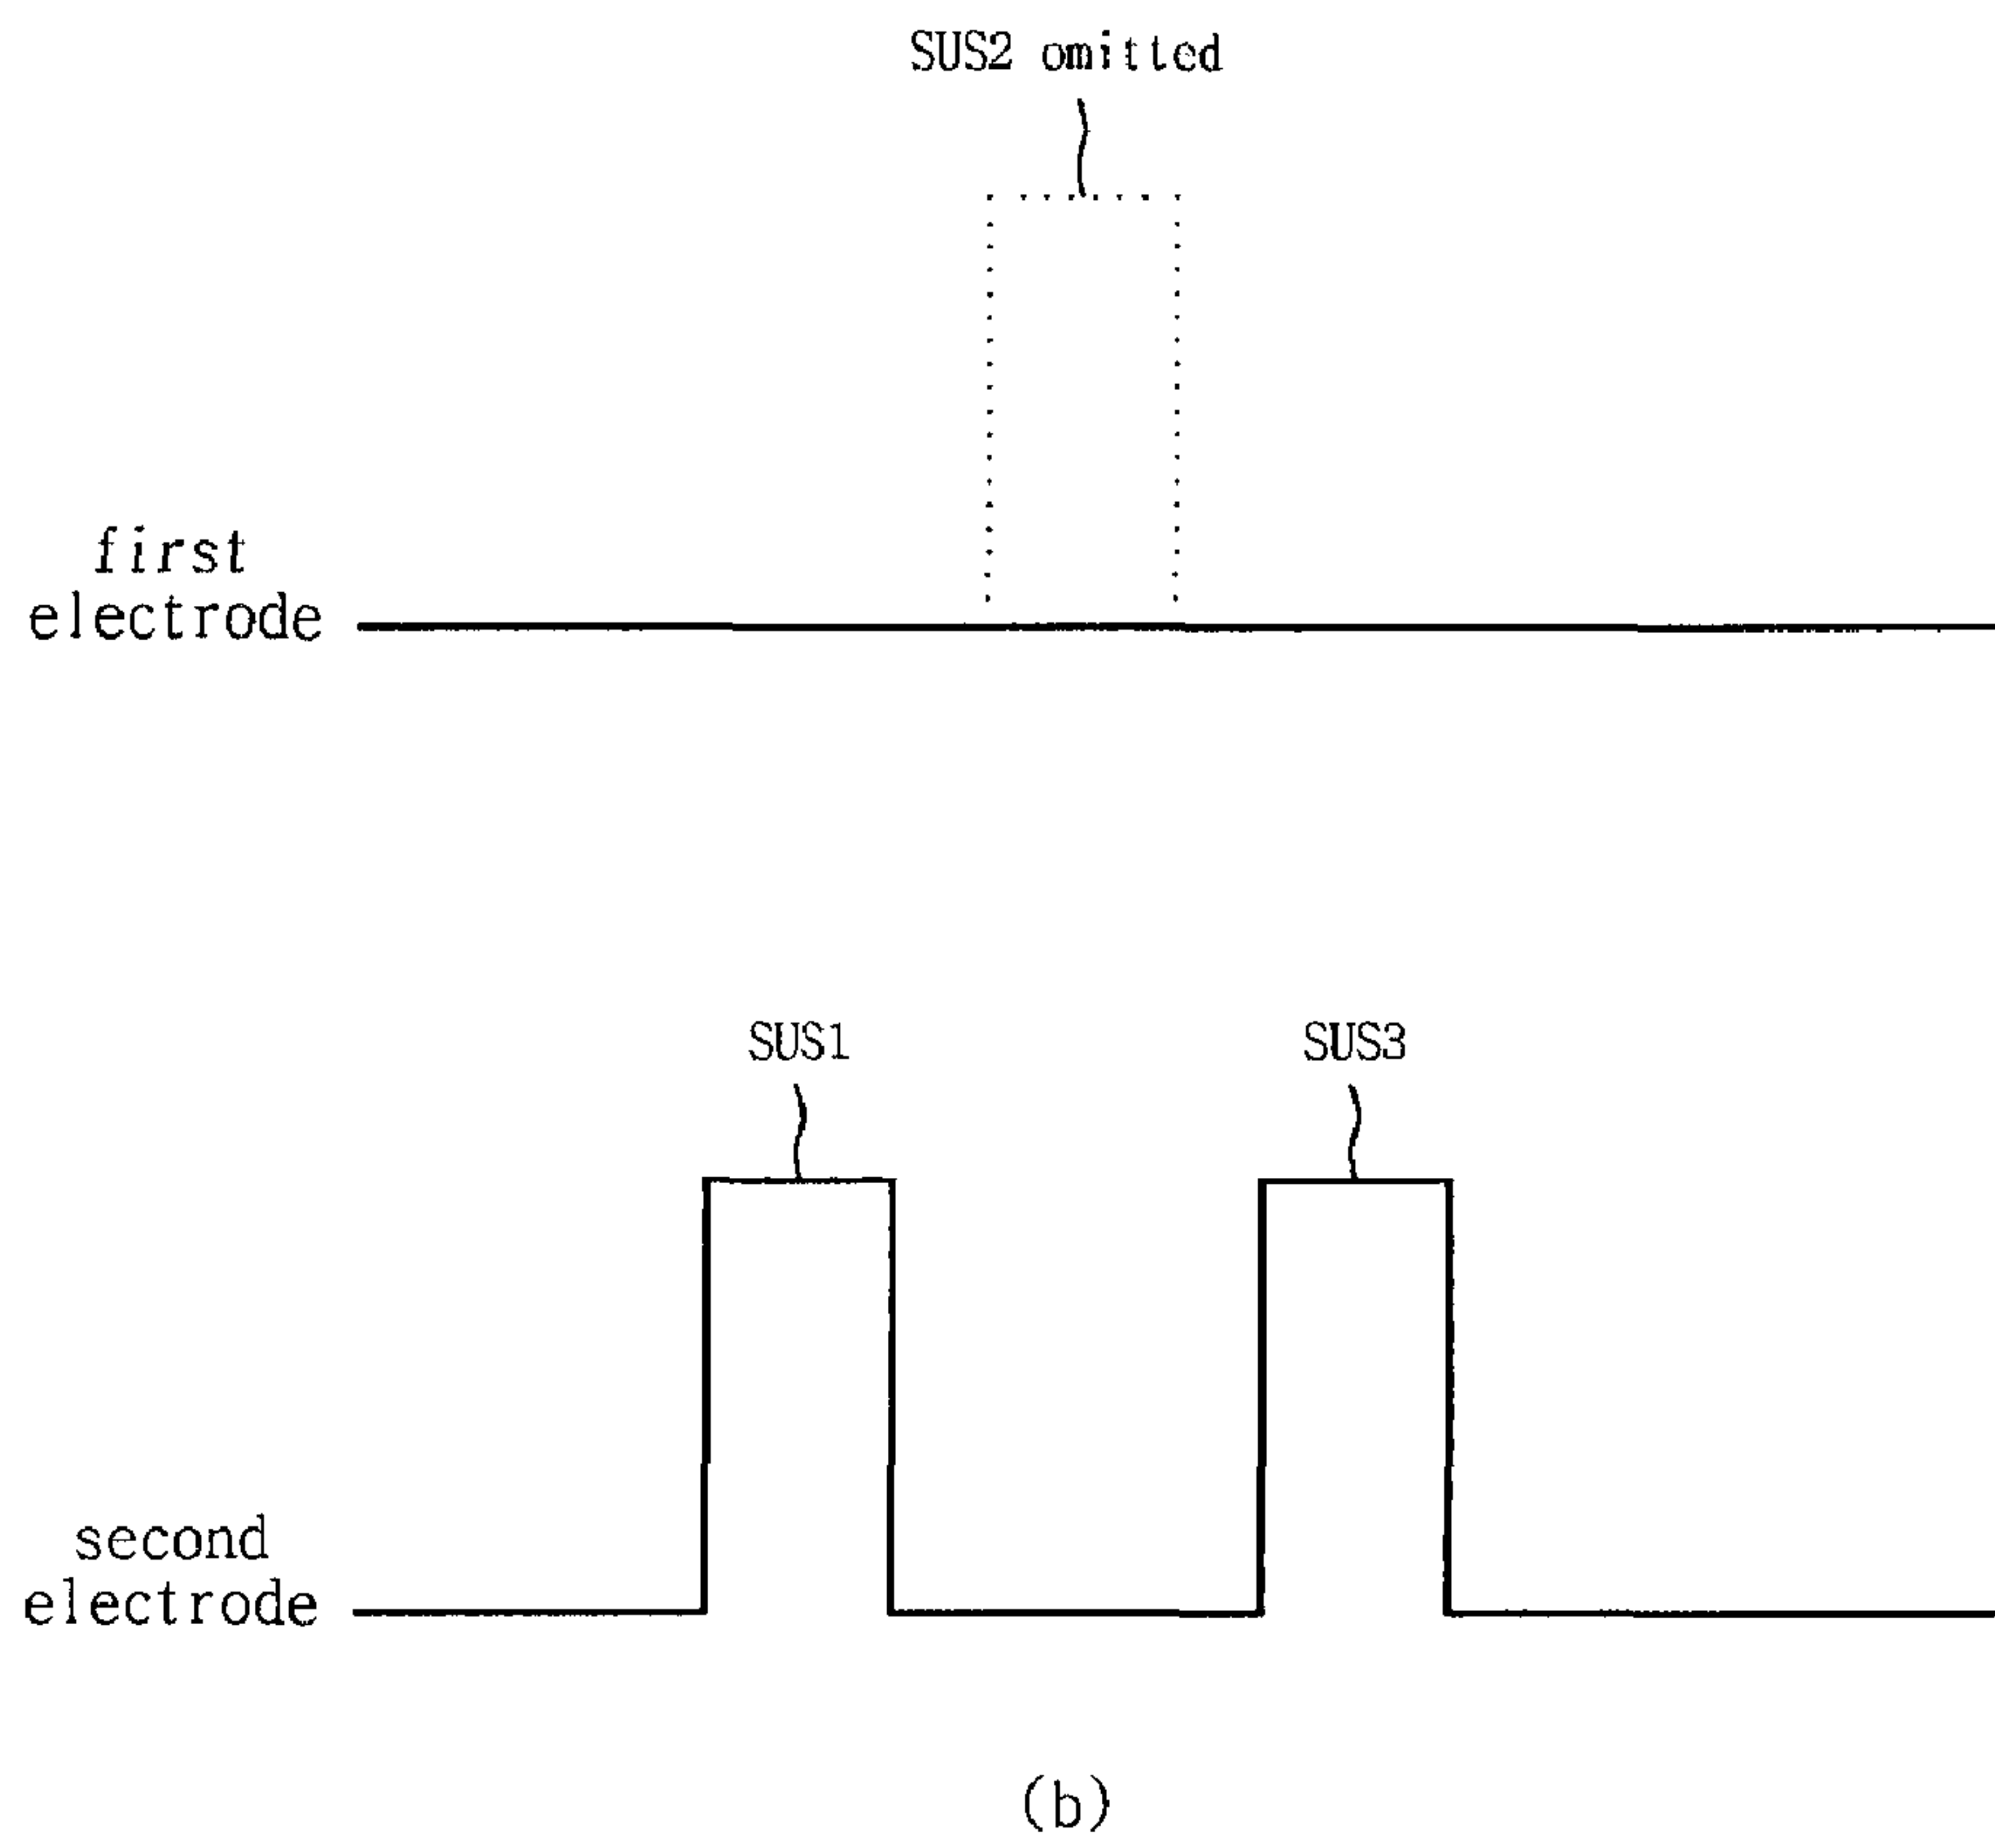 SUS2 omitted
first
electrode
SUS1
SUS3
second
electrode
(b)